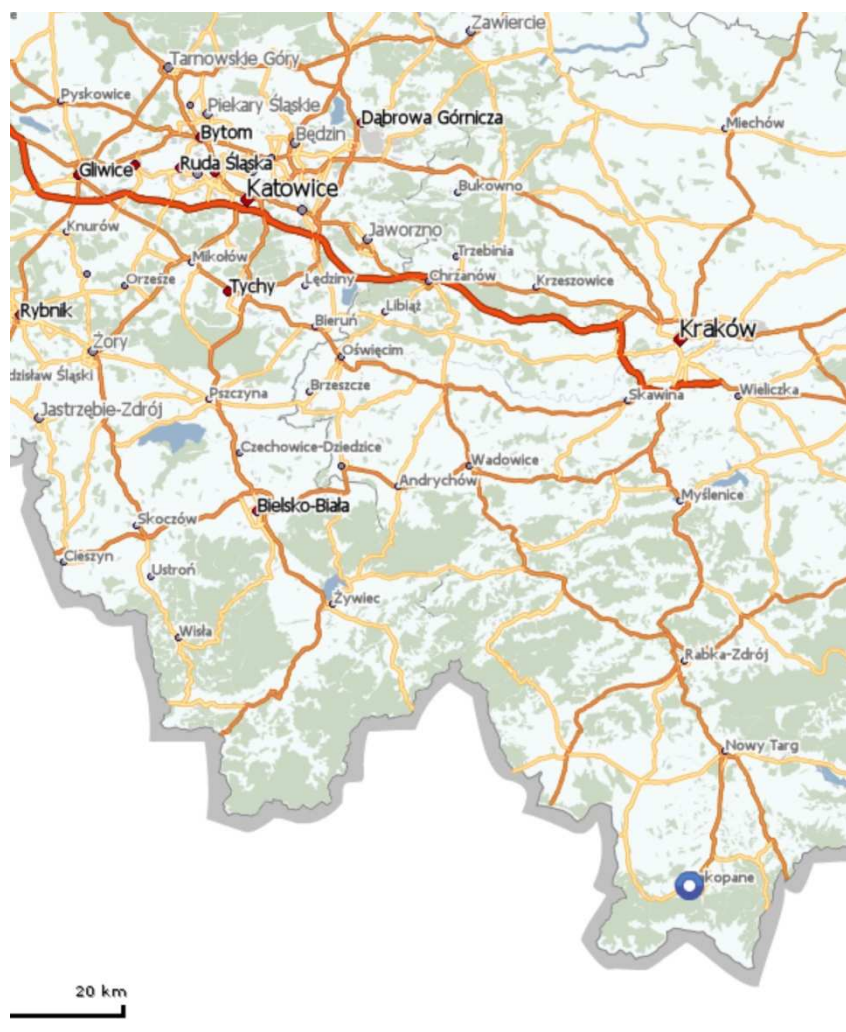 Zawiercie
Tarnowskie Góry
Pyskowice
Piekary Śląskie
Dąbrowa Górnicza
Miechów
Bytom
Będzin
Gliwice
Ruda Śląska
Katowice
Bukowno
Knurów
Jaworzno
Mikołów
Trzebinia
Orzesze
Tychy
Lędziny
Chrzanów
Krzeszowice
Rybnik
Libiąż
Bieruń
Kraków
Żory
Oświęcim
dzisław Śląski
Pszczyna
Brzeszcze
Skawina
Wieliczka
Jastrzębie-Zdrój
Czechowice-Dziedzice
Wadowice
Andrychów
Myślenice
Bielsko-Biała
Skoczów
Cieszyn
Ustroń
Żywiec
Wisła
Rabka-Zdrój
Nowy Targ
kopane
20 km